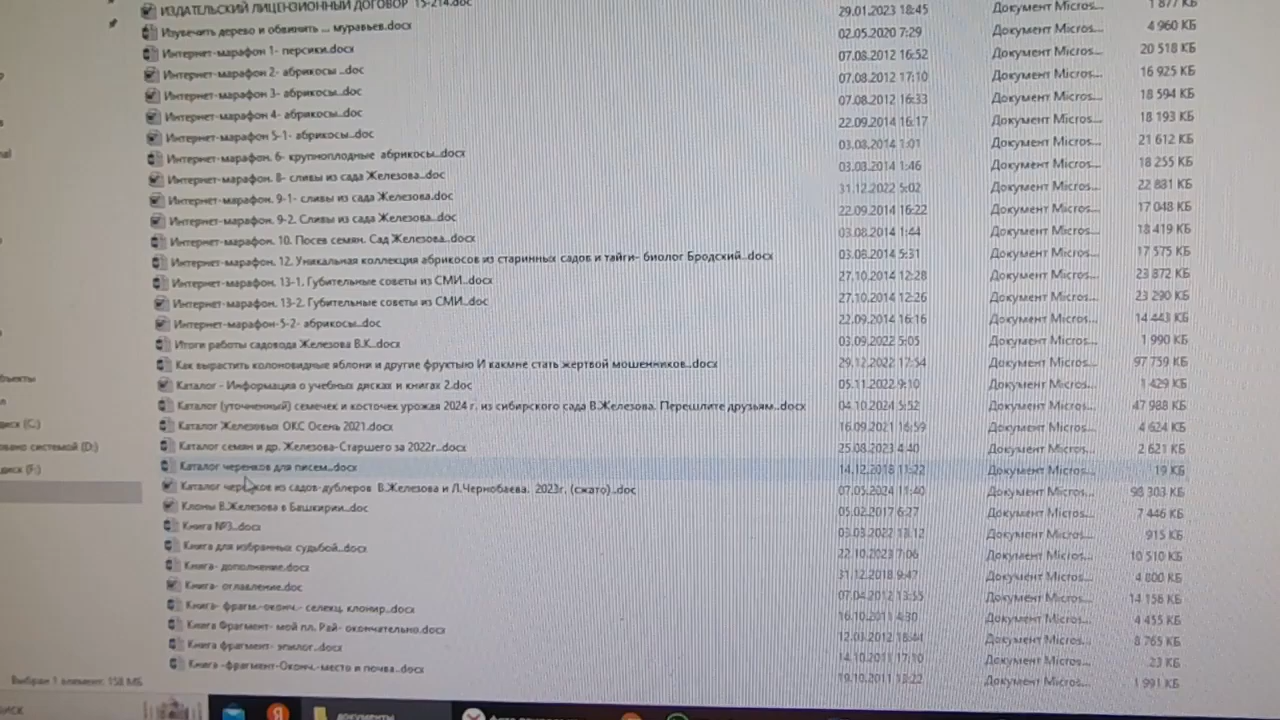 ИЗДАТЕЛЬСКИЙ ЛИЦЕНЗИОННЫЙ ДОГОВОР 15-214.doc 29.01.2023 18:45 Документ Micros... 1 877 КБ
Изувечить дерево и обвинить ... муравьев.docx 02.05.2020 7:29 Документ Micros... 4 960 КБ
Интернет-марафон 1- персики.docx 07.08.2012 16:52 Документ Micros... 20 518 КБ
Интернет-марафон 2- абрикосы ..doc 07.08.2012 17:10 Документ Micros... 16 925 КБ
Интернет-марафон 3- абрикосы..doc 07.08.2012 16:33 Документ Micros... 18 594 КБ
Интернет-марафон 4- абрикосы..doc 22.09.2014 16:17 Документ Micros... 18 193 КБ
Интернет-марафон 5-1- абрикосы..doc 03.08.2014 1:01 Документ Micros... 21 612 КБ
Интернет-марафон. 6- крупноплодные абрикосы..docx 03.08.2014 1:46 Документ Micros... 18 255 КБ
Интернет-марафон. 8- сливы из сада Железова..doc 31.12.2022 5:02 Документ Micros... 22 831 КБ
Интернет-марафон. 9-1- сливы из сада Железова.doc 22.09.2014 16:22 Документ Micros... 17 048 КБ
Интернет-марафон. 9-2. Сливы из сада Железова..doc 03.08.2014 1:44 Документ Micros... 18 419 КБ
Интернет-марафон. 10. Посев семян. Сад Железова..docx 03.08.2014 5:31 Документ Micros... 17 575 КБ
Интернет-марафон. 12. Уникальная коллекция абрикосов из старинных садов и тайги- биолог Бродский..docx 27.10.2014 12:28 Документ Micros... 23 872 КБ
Интернет-марафон. 13-1. Губительные советы из СМИ..docx 27.10.2014 12:26 Документ Micros... 23 290 КБ
Интернет-марафон. 13-2. Губительные советы из СМИ..doc 22.09.2014 16:16 Документ Micros... 14 443 КБ
Интернет-марафон-5-2- абрикосы..doc 03.09.2022 5:05 Документ Micros... 1 990 КБ
Итоги работы садовода Железова В.К..docx 29.12.2022 17:54 Документ Micros... 97 759 КБ
Как вырастить колоновидные яблони и другие фруктыо И какмне стать жертвой мошенников..docx 05.11.2022 9:10 Документ Micros... 1 429 КБ
Каталог - Информация о учебных дисках и книгах 2.doc 04.10.2024 5:52 Документ Micros... 47 988 КБ
Каталог (уточненный) семечек и косточек урожая 2024 г. из сибирского сада В.Железова. Перешлите друзьям..docx 16.09.2021 16:59 Документ Micros... 4 624 КБ
Каталог Железовых ОКС Осень 2021.docx 25.08.2023 4:40 Документ Micros... 2 621 КБ
Каталог семян и др. Железова-Старшего за 2022г..docx
Каталог черенков для писем..docx 14.12.2018 11:22 Документ Micros... 19 КБ
Каталог черенков из садов-дублеров В.Железова и Л.Чернобаева. 2023г. (сжато)..doc 07.05.2024 11:40 Документ Micros... 98 303 КБ
Клоны В.Железова в Башкирии..doc 05.02.2017 6:27 Документ Micros... 7 446 КБ
Книга №3..docx 03.03.2022 13:12 Документ Micros... 915 КБ
Книга для избранных судьбой..docx 22.10.2023 7:06 Документ Micros... 10 510 КБ
Книга- дополнение.docx 31.12.2018 9:47 Документ Micros... 4 800 КБ
Книга- оглавление.doc 07.04.2012 13:55 Документ Micros... 14 156 КБ
Книга- фрагм.-оконч.- селекц. клонир..docx 16.10.2011 4:30 Документ Micros... 4 455 КБ
Книга Фрагмент- мой пл. Рай- окончательно.docx 12.03.2012 18:44 Документ Micros... 8 765 КБ
Книга фрагмент- эпилог..docx 14.10.2011 17:10 Документ Micros... 23 КБ
Книга -фрагмент-Оконч.-место и почва..docx 19.10.2011 13:22 Документ Micros... 1 991 КБ
бъекты
диск (C:)
овано системой (D:)
диск (F:)
Выбран 1 элемент: 158 МБ
Я
документы